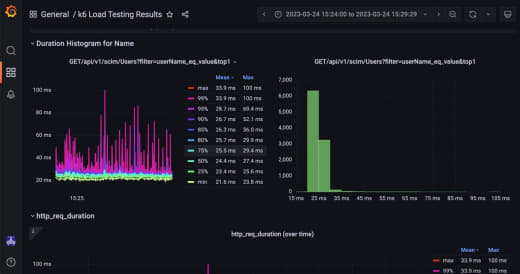 General / k6 Load Testing Results
2023-03-24 15:24:00 to 2023-03-24 15:29:29
Duration Histogram for Name
GET/api/v1/scim/Users?filter=userName_eq_value&top1
Mean Max
100 ms
80 ms
60 ms
40 ms
20 ms
15:25
max 33.9 ms 100 ms
99% 33.9 ms 100 ms
95% 28.7 ms 69.4 ms
90% 26.7 ms 52.1 ms
85% 26.3 ms 36.0 ms
80% 25.7 ms 29.9 ms
75% 25.5 ms 29.4 ms
50% 24.4 ms 27.4 ms
25% 23.4 ms 25.6 ms
min 21.6 ms 23.8 ms
GET/api/v1/scim/Users?filter=userName_eq_value&top1
7,000
6,000
5,000
4,000
3,000
2,000
1,000
0
15 ms 25 ms 35 ms 45 ms 55 ms 65 ms 75 ms 85 ms 95 ms 105 ms
http_req_duration
http_req_duration (over time)
Mean Max
100 ms
max 33.9 ms 100 ms
99% 33.9 ms 100 ms